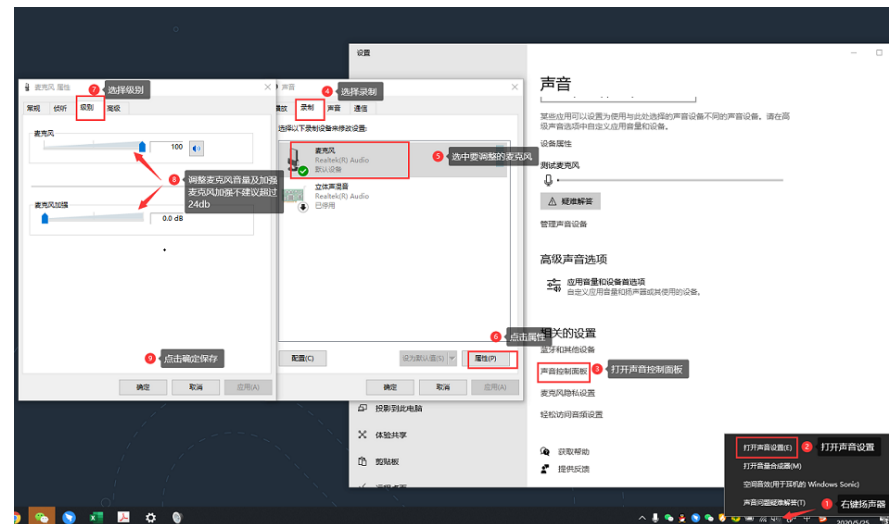 设置
声音
某些应用可以设置为使用与此处选择的声音设备不同的声音设备。请在高
级声音选项中自定义应用音量和设备。
设备属性
测试麦克风
疑难解答
管理声音设备
高级声音选项
应用音量和设备首选项
自定义应用音量和扬声器或其使用的设备。
相关的设置
蓝牙和其他设备
声音控制面板
3 打开声音控制面板
麦克风隐私设置
轻松访问音频设置
获取帮助
提供反馈
麦克风 属性
7 选择级别
常规 侦听 级别 高级
麦克风
100
8 调整麦克风音量及加强
麦克风加强不建议超过
24db
麦克风加强
0.0 dB
9 点击确定保存
确定 取消 应用(A)
声音
4 选择录制
播放 录制 声音 通信
选择以下录制设备来修改设置:
麦克风
Realtek(R) Audio
默认设备
5 选中要调整的麦克风
立体声混音
Realtek(R) Audio
已停用
6 点击属性
配置(C) 设为默认值(S) 属性(P)
确定 取消 应用(A)
投影到此电脑
体验共享
剪贴板
打开声音设置(E)
2 打开声音设置
打开音量合成器(M)
空间音效(用于耳机的 Windows Sonic)
声音问题疑难解答(T)
1 右键扬声器
2020/5/25